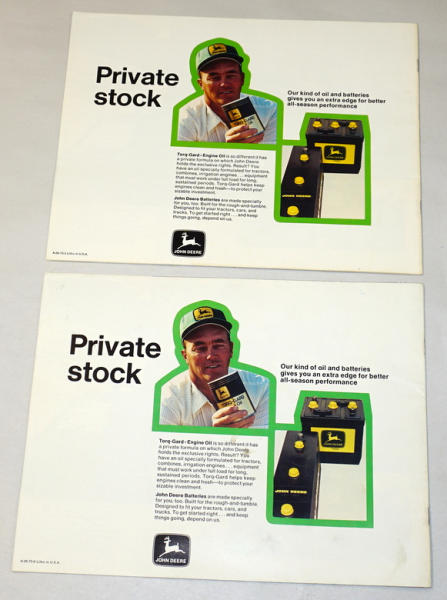 Private
stock
Our kind of oil and batteries
gives you an extra edge for better
all-season performance
Torq-Gard® Engine Oil is so different it has
a private formula on which John Deere
holds the exclusive rights. Result? You
have an oil specially formulated for tractors,
combines, irrigation engines . . . equipment
that must work under full load for long,
sustained periods. Torq-Gard helps keep
engines clean and fresh—to protect your
sizable investment.
John Deere Batteries are made specially
for you, too. Built for the rough-and-tumble.
Designed to fit your tractors, cars, and
trucks. To get started right . . . and keep
things going, depend on us.
JOHN DEERE
JOHN DEERE
Private
stock
Our kind of oil and batteries
gives you an extra edge for better
all-season performance
TORQ-GARD
Torq-Gard® Engine Oil is so different it has
a private formula on which John Deere
holds the exclusive rights. Result? You
have an oil specially formulated for tractors,
combines, irrigation engines . . . equipment
that must work under full load for long,
sustained periods. Torq-Gard helps keep
engines clean and fresh—to protect your
sizable investment.
John Deere Batteries are made specially
for you, too. Built for the rough-and-tumble.
Designed to fit your tractors, cars, and
trucks. To get started right . . . and keep
things going, depend on us.
JOHN DEERE
JOHN DEERE